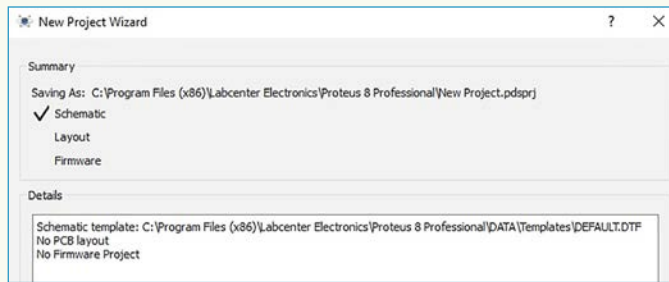 New Project Wizard ? ×
Summary
Saving As: C:\Program Files (x86)\Labcenter Electronics\Proteus 8 Professional\New Project.pdsprj
Schematic
Layout
Firmware
Details
Schematic template: C:\Program Files (x86)\Labcenter Electronics\Proteus 8 Professional\DATA\Templates\DEFAULT.DTF
No PCB layout
No Firmware Project